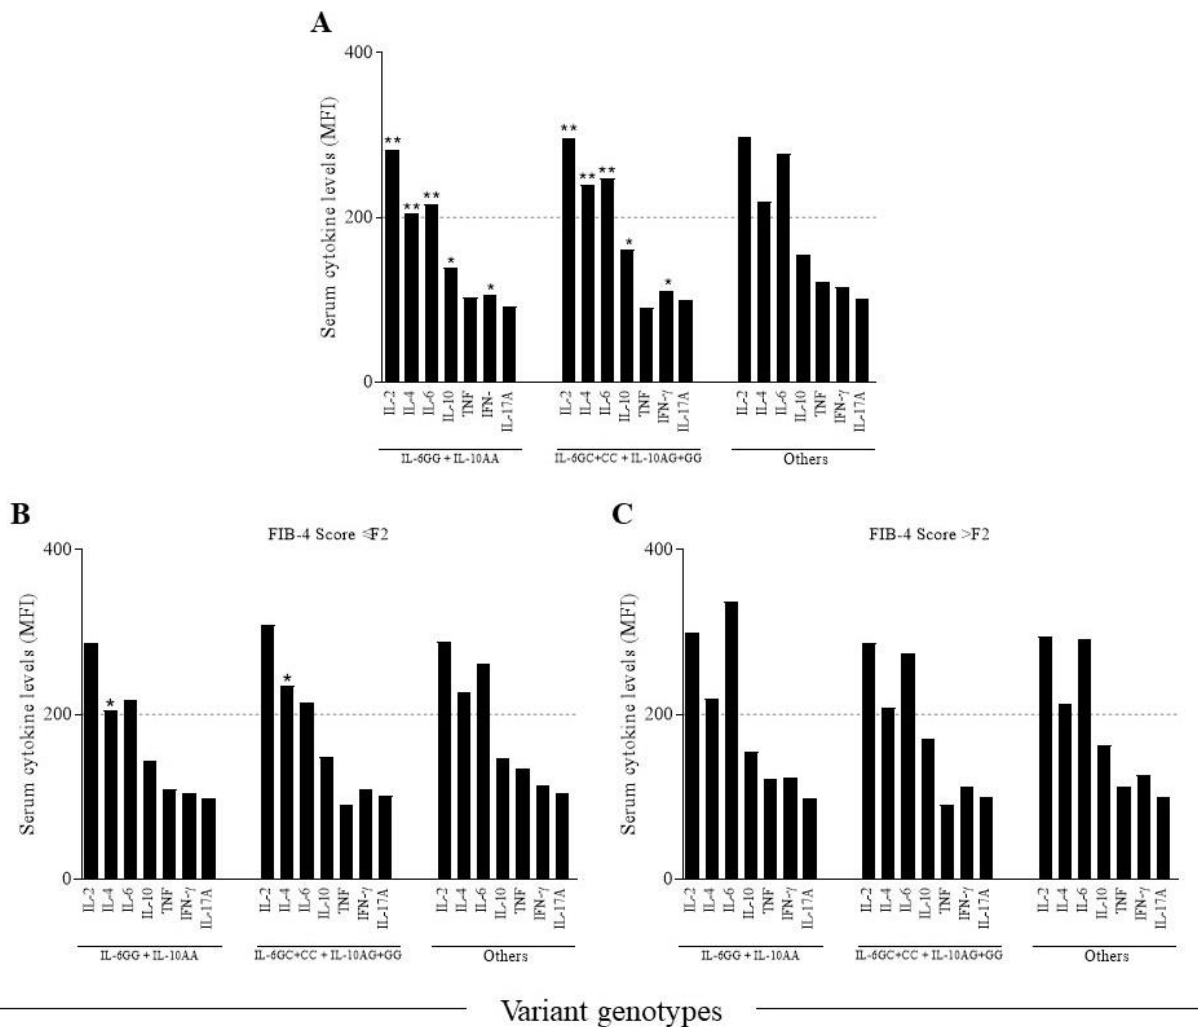 A
400
200
0
Serum cytokine levels (MFI)
** ** ** * *
** ** ** * *
IL-2 IL-4 IL-6 IL-10 TNF IFN- IL-17A
IL-2 IL-4 IL-6 IL-10 TNF IFN-γ IL-17A
IL-2 IL-4 IL-6 IL-10 TNF IFN-γ IL-17A
IL-6GG + IL-10AA
IL-6GC+CC + IL-10AG+GG
Others
B
FIB-4 Score ≤F2
400
200
0
Serum cytokine levels (MFI)
* *
IL-2 IL-4 IL-6 IL-10 TNF IFN-γ IL-17A
IL-2 IL-4 IL-6 IL-10 TNF IFN-γ IL-17A
IL-2 IL-4 IL-6 IL-10 TNF IFN-γ IL-17A
IL-6GG + IL-10AA
IL-6GC+CC + IL-10AG+GG
Others
C
FIB-4 Score >F2
400
200
0
Serum cytokine levels (MFI)
IL-2 IL-4 IL-6 IL-10 TNF IFN-γ IL-17A
IL-2 IL-4 IL-6 IL-10 TNF IFN-γ IL-17A
IL-2 IL-4 IL-6 IL-10 TNF IFN-γ IL-17A
IL-6GG + IL-10AA
IL-6GC+CC + IL-10AG+GG
Others
Variant genotypes